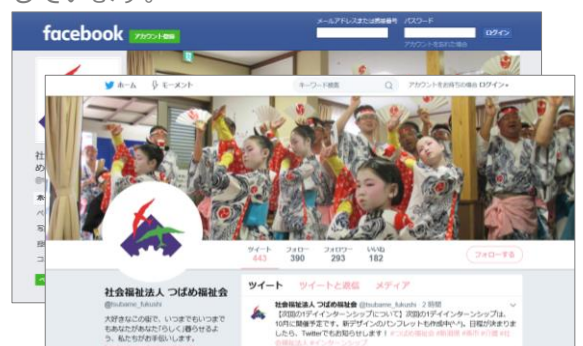 しています。
facebook アカウント登録
メールアドレスまたは携帯番号 パスワード
ログイン
アカウントを忘れた場合
ホーム モーメント キーワード検索 アカウントをお持ちの場合 ログイン
ツイート フォロー フォロワー いいね
443 390 293 182
フォローする
社会福祉法人 つばめ福祉会
@tsubame_fukushi
大好きなこの街で、いつまでもいつまで
もあなたがあなた「らしく」暮らせるよ
う、私たちがお手伝いします。
ツイート ツイートと返信 メディア
社会福祉法人 つばめ福祉会 @tsubame_fukushi 2 時間
【次回の1デイインターンシップについて】次回の1デイインターンシップは、
10月に開催予定です。新デザインのパンフレットも作成中(^-^)。日程が決まりま
したら、Twitterでもお知らせします!